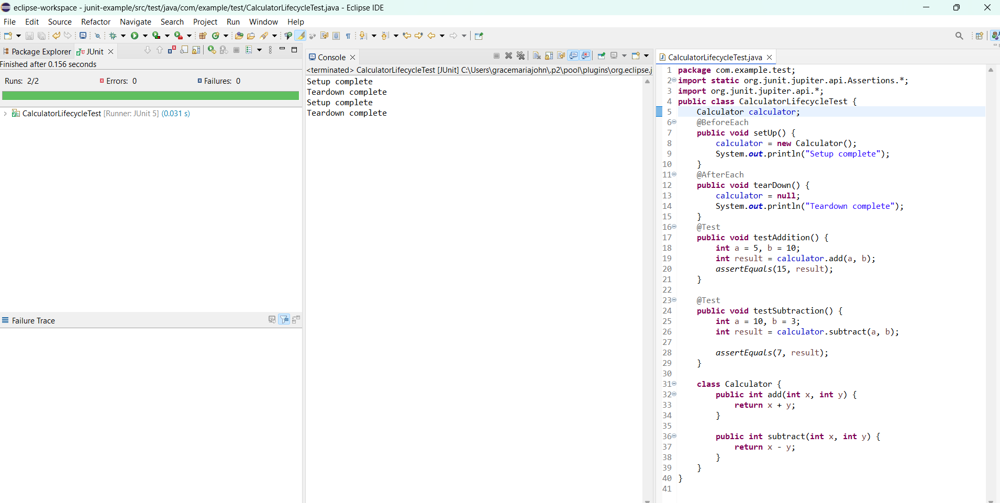 eclipse-workspace - junit-example/src/test/java/com/example/test/CalculatorLifecycleTest.java - Eclipse IDE
File Edit Source Refactor Navigate Search Project Run Window Help
Package Explorer JUnit
Finished after 0.156 seconds
Runs: 2/2 Errors: 0 Failures: 0
CalculatorLifecycleTest [Runner: JUnit 5] (0.031 s)
Failure Trace
Console
<terminated> CalculatorLifecycleTest [JUnit] C:\Users\gracemariajohn\.p2\pool\plugins\org.eclipse.j
Setup complete
Teardown complete
Setup complete
Teardown complete
CalculatorLifecycleTest.java
1 package com.example.test;
2 import static org.junit.jupiter.api.Assertions.*;
3 import org.junit.jupiter.api.*;
4 public class CalculatorLifecycleTest {
5     Calculator calculator;
6     @BeforeEach
7     public void setUp() {
8         calculator = new Calculator();
9         System.out.println("Setup complete");
10     }
11     @AfterEach
12     public void tearDown() {
13         calculator = null;
14         System.out.println("Teardown complete");
15     }
16     @Test
17     public void testAddition() {
18         int a = 5, b = 10;
19         int result = calculator.add(a, b);
20         assertEquals(15, result);
21     }
22
23     @Test
24     public void testSubtraction() {
25         int a = 10, b = 3;
26         int result = calculator.subtract(a, b);
27
28         assertEquals(7, result);
29     }
30
31     class Calculator {
32         public int add(int x, int y) {
33             return x + y;
34         }
35
36         public int subtract(int x, int y) {
37             return x - y;
38         }
39     }
40 }
41